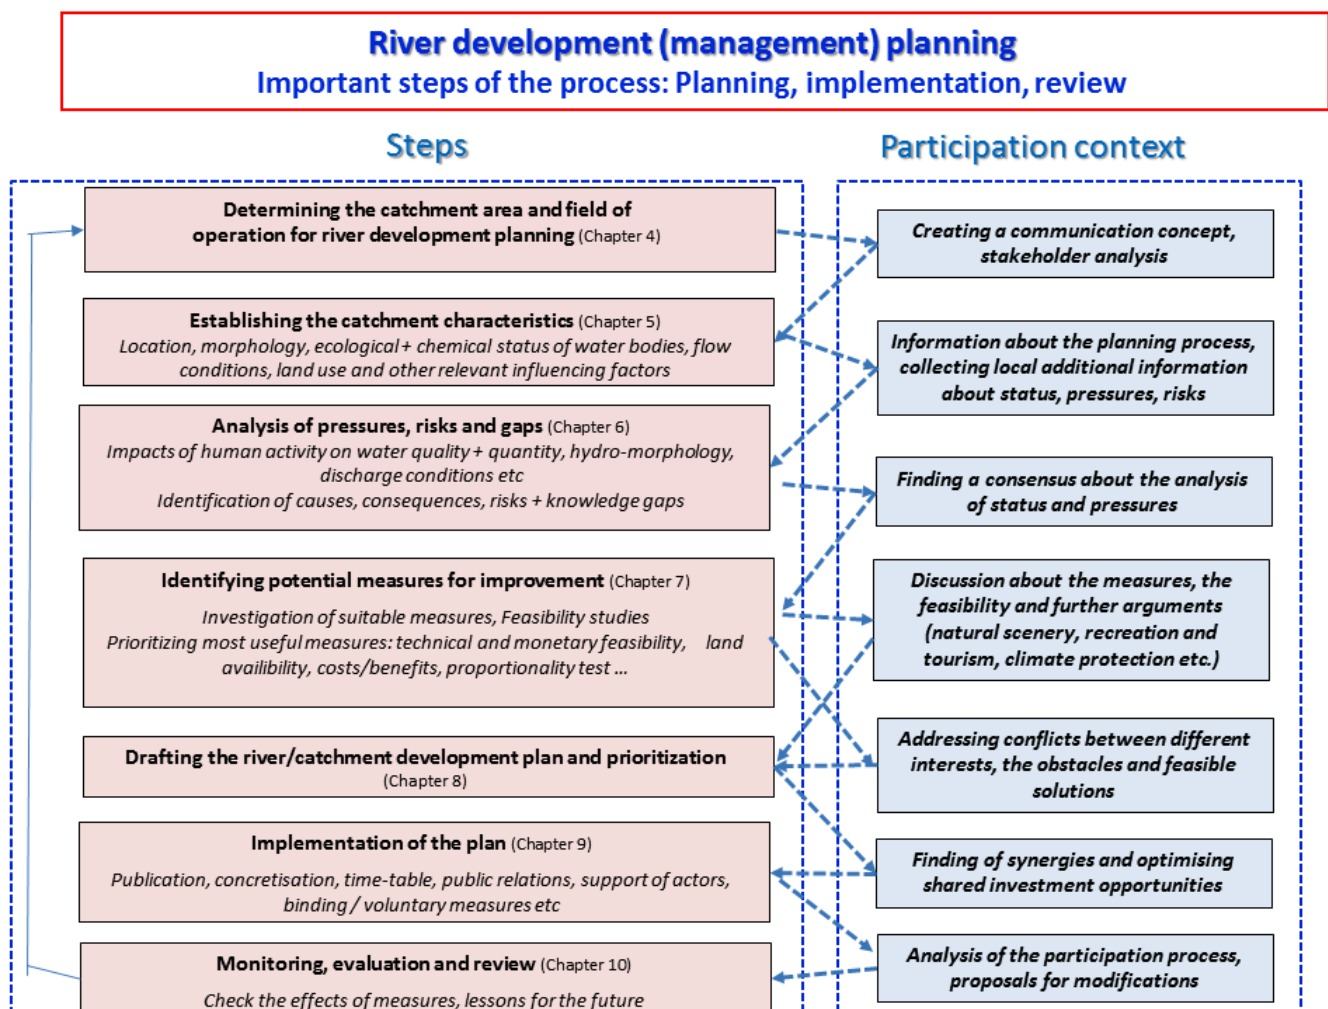 River development (management) planning
Important steps of the process: Planning, implementation, review
Steps
Participation context
Determining the catchment area and field of
operation for river development planning (Chapter 4)
Creating a communication concept,
stakeholder analysis
Establishing the catchment characteristics (Chapter 5)
Location, morphology, ecological + chemical status of water bodies, flow
conditions, land use and other relevant influencing factors
Information about the planning process,
collecting local additional information
about status, pressures, risks
Analysis of pressures, risks and gaps (Chapter 6)
Impacts of human activity on water quality + quantity, hydro-morphology,
discharge conditions etc
Identification of causes, consequences, risks + knowledge gaps
Finding a consensus about the analysis
of status and pressures
Identifying potential measures for improvement (Chapter 7)
Investigation of suitable measures, Feasibility studies
Prioritizing most useful measures: technical and monetary feasibility, land
availibility, costs/benefits, proportionality test ...
Discussion about the measures, the
feasibility and further arguments
(natural scenery, recreation and
tourism, climate protection etc.)
Drafting the river/catchment development plan and prioritization
(Chapter 8)
Addressing conflicts between different
interests, the obstacles and feasible
solutions
Implementation of the plan (Chapter 9)
Publication, concretisation, time-table, public relations, support of actors,
binding / voluntary measures etc
Finding of synergies and optimising
shared investment opportunities
Monitoring, evaluation and review (Chapter 10)
Check the effects of measures, lessons for the future
Analysis of the participation process,
proposals for modifications